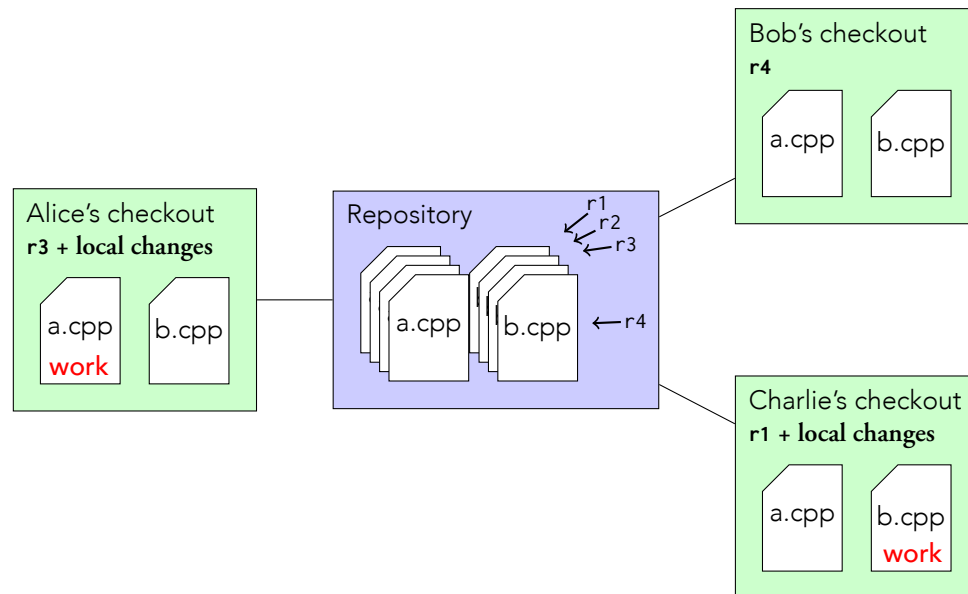 Bob's checkout
r4
a.cpp
b.cpp
Alice's checkout
r3 + local changes
a.cpp
work
b.cpp
Repository
r1
r2
r3
r4
a.cpp
b.cpp
Charlie's checkout
r1 + local changes
a.cpp
b.cpp
work